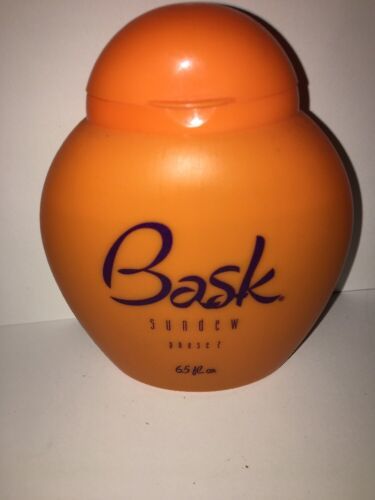 Bask®
sundew
phase 2
6.5 fl oz